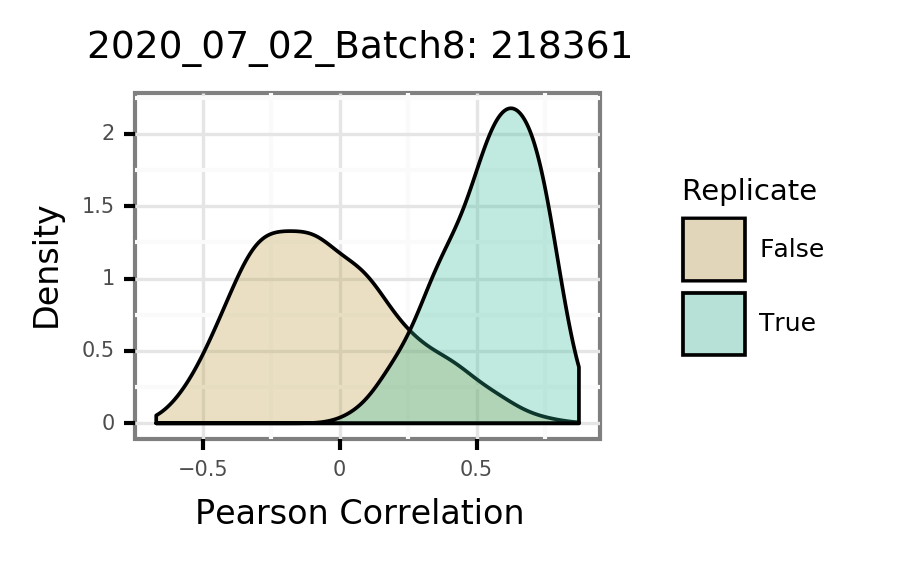 2020_07_02_Batch8: 218361
Density
2
1.5
1
0.5
0
−0.5
0
0.5
Pearson Correlation
Replicate
False
True